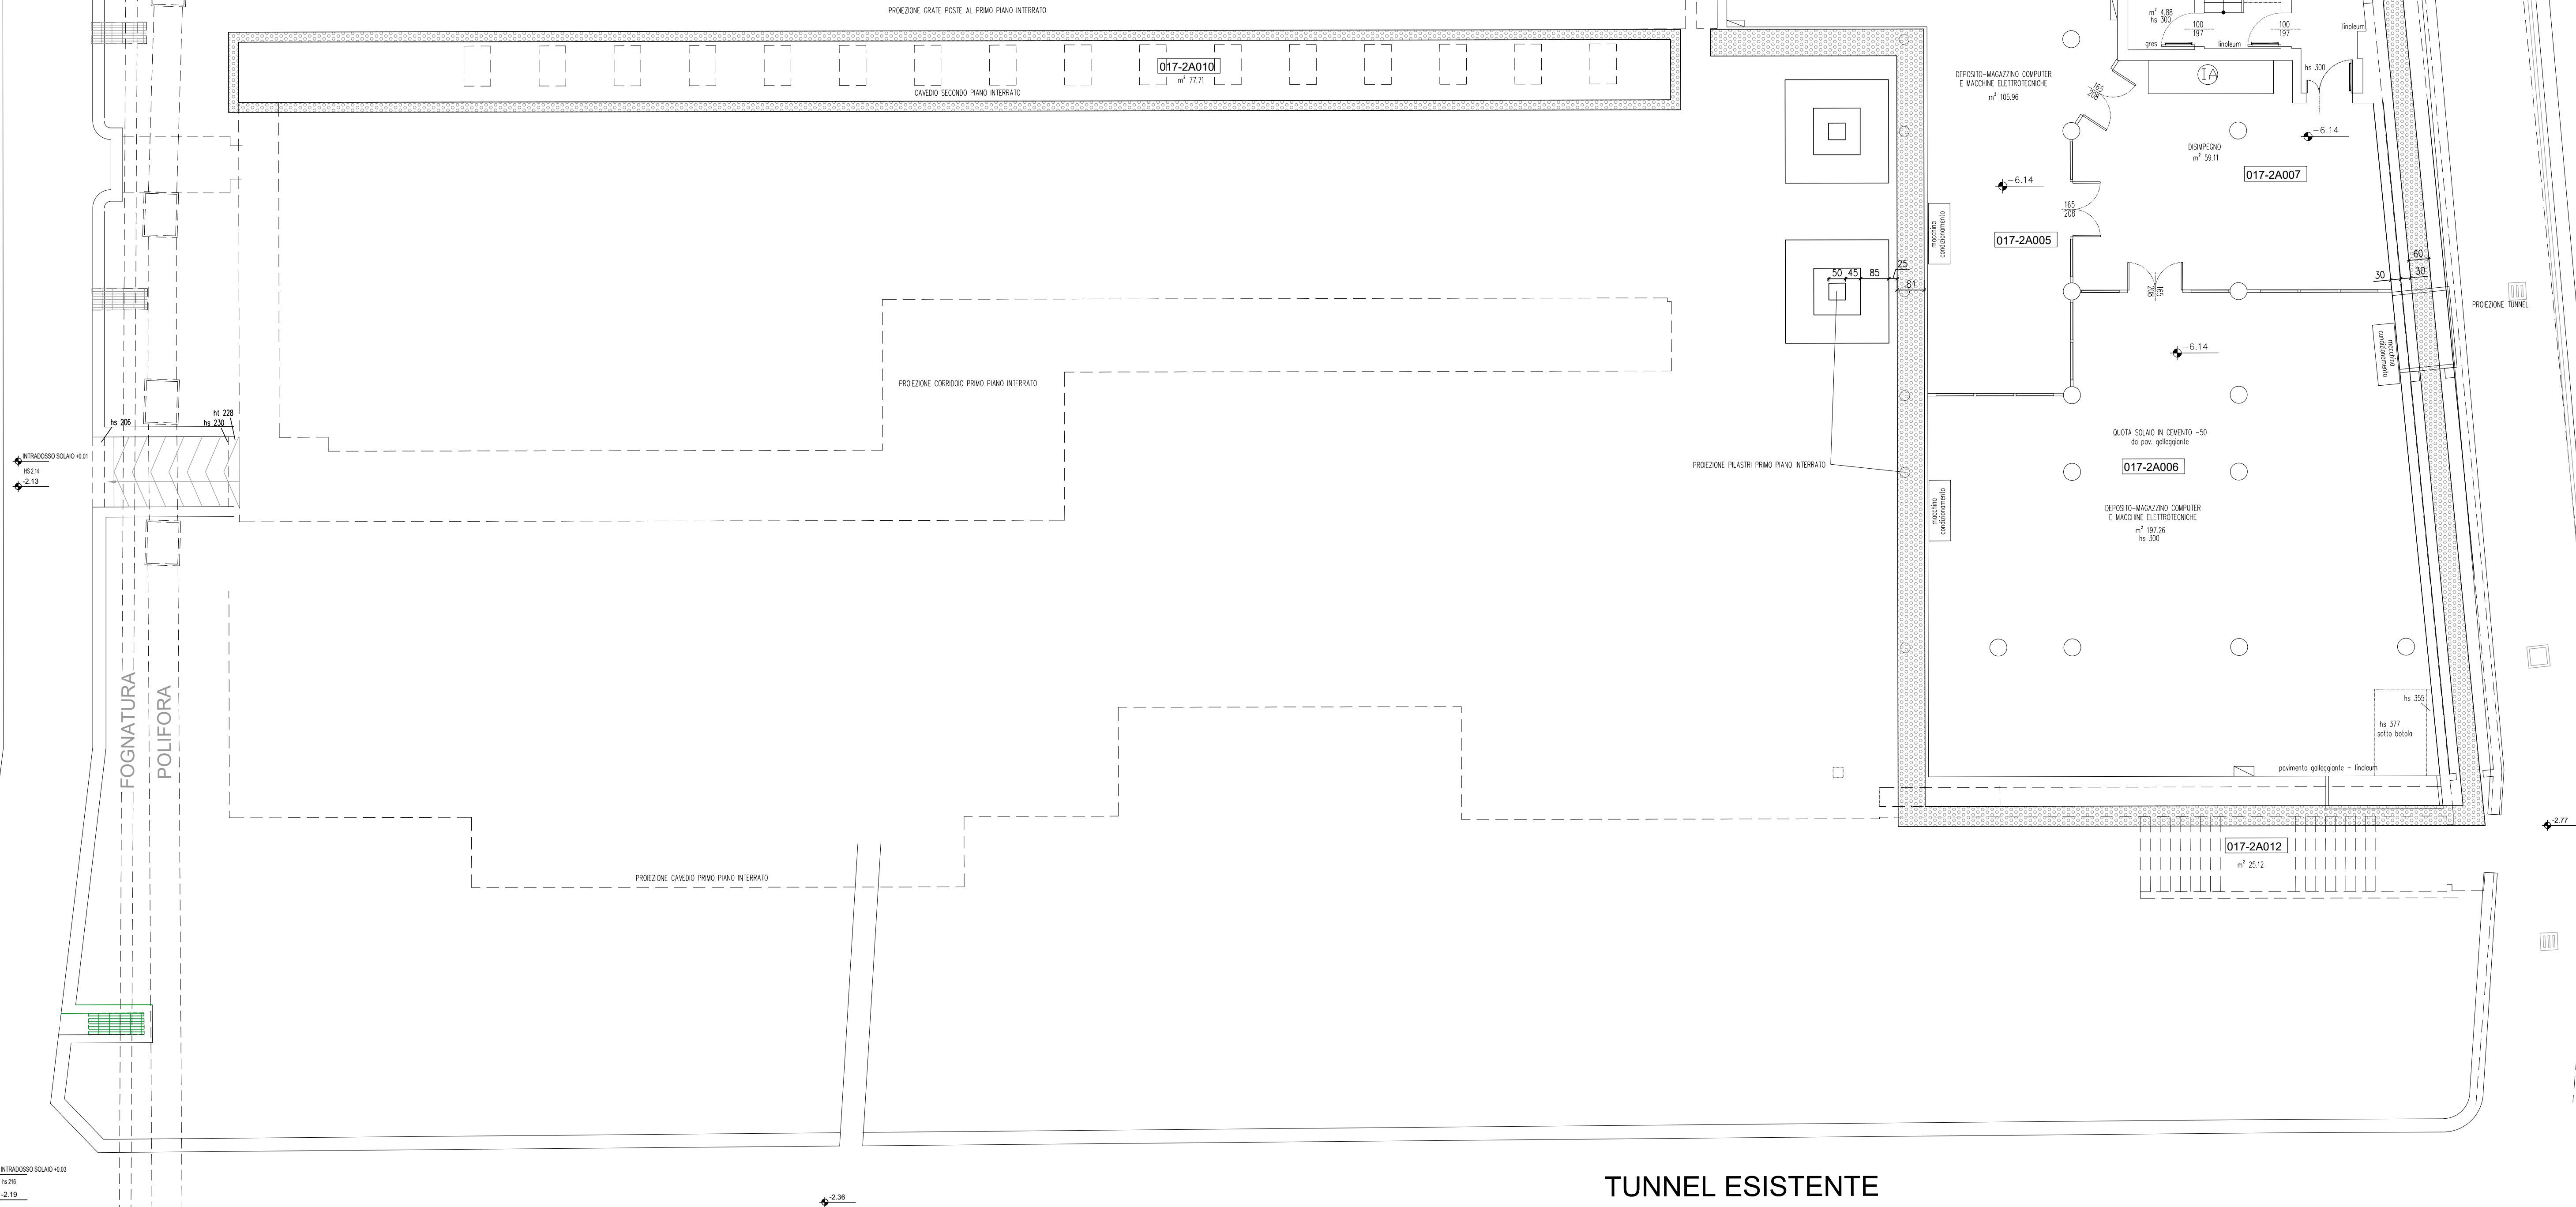 PROIEZIONE GRATE POSTE AL PRIMO PIANO INTERRATO
017-2A010
m² 77.71
CAVEDIO SECONDO PIANO INTERRATO
m² 4.88
hs 300
100
197
100
197
gres
linoleum
linoleum
hs 300
IA
DEPOSITO-MAGAZZINO COMPUTER
E MACCHINE ELETTROTECNICHE
m² 105.96
165
208
-6.14
DISIMPEGNO
m² 59.11
017-2A007
-6.14
165
208
017-2A005
macchina
condizionamento
50 45 85 25
81
60
30
30
165
208
PROIEZIONE TUNNEL
-6.14
macchina
condizionamento
PROIEZIONE CORRIDOIO PRIMO PIANO INTERRATO
ht 228
hs 206
hs 230
INTRADOSSO SOLAIO +0.01
HS 2.14
-2.13
QUOTA SOLAIO IN CEMENTO -50
da pav. galleggiante
PROIEZIONE PILASTRI PRIMO PIANO INTERRATO
017-2A006
macchina
condizionamento
DEPOSITO-MAGAZZINO COMPUTER
E MACCHINE ELETTROTECNICHE
m² 197.26
hs 300
FOGNATURA
POLIFORA
hs 355
hs 377
sotto botola
pavimento galleggiante - linoleum
-2.77
017-2A012
m² 25.12
PROIEZIONE CAVEDIO PRIMO PIANO INTERRATO
INTRADOSSO SOLAIO +0.03
hs 216
-2.19
-2.36
TUNNEL ESISTENTE